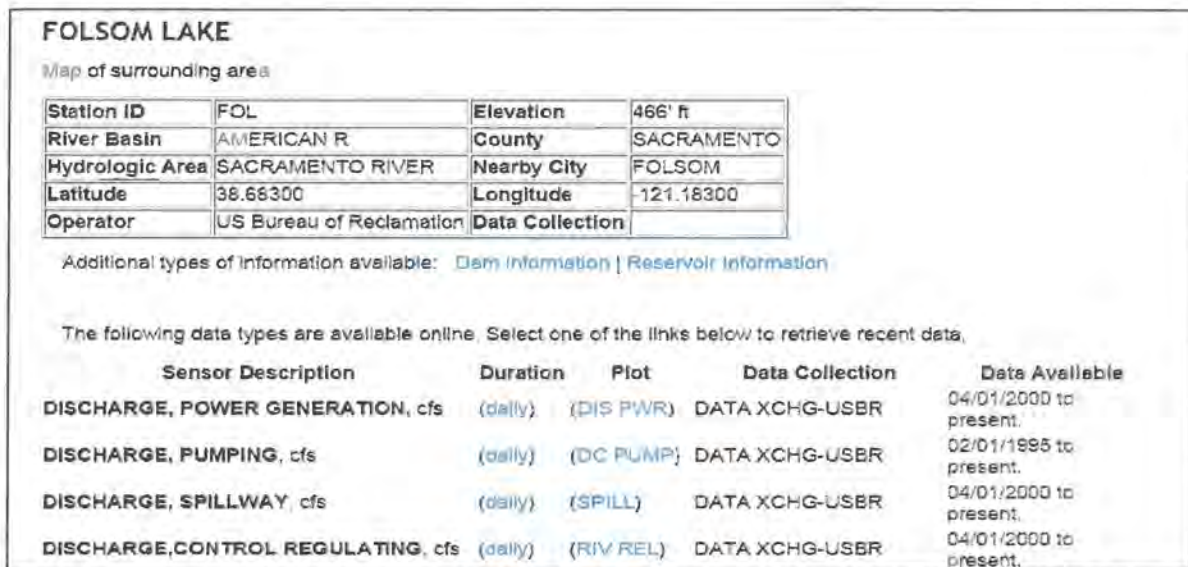 FOLSOM LAKE
Map of surrounding area
Station ID FOL Elevation 466' ft
River Basin AMERICAN R County SACRAMENTO
Hydrologic Area SACRAMENTO RIVER Nearby City FOLSOM
Latitude 38.68300 Longitude -121.18300
Operator US Bureau of Reclamation Data Collection
Additional types of information available: Dam Information | Reservoir Information
The following data types are available online. Select one of the links below to retrieve recent data.
Sensor Description Duration Plot Data Collection Data Available
DISCHARGE, POWER GENERATION, cfs (daily) (DIS PWR) DATA XCHG-USBR 04/01/2000 to present.
DISCHARGE, PUMPING, cfs (daily) (DC PUMP) DATA XCHG-USBR 02/01/1995 to present.
DISCHARGE, SPILLWAY, cfs (daily) (SPILL) DATA XCHG-USBR 04/01/2000 to present.
DISCHARGE,CONTROL REGULATING, cfs (daily) (RIV REL) DATA XCHG-USBR 04/01/2000 to present.